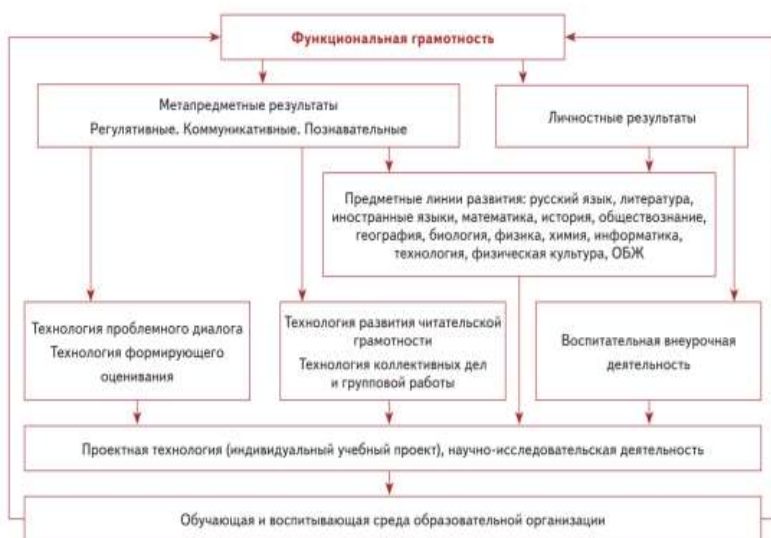 Функциональная грамотность
Метапредметные результаты
Регулятивные. Коммуникативные. Познавательные
Личностные результаты
Предметные линии развития: русский язык, литература,
иностранные языки, математика, история, обществознание,
география, биология, физика, химия, информатика,
технология, физическая культура, ОБЖ
Технология проблемного диалога
Технология формирующего
оценивания
Технология развития читательской
грамотности
Технология коллективных дел
и групповой работы
Воспитательная внеурочная
деятельность
Проектная технология (индивидуальный учебный проект), научно-исследовательская деятельность
Обучающая и воспитывающая среда образовательной организации